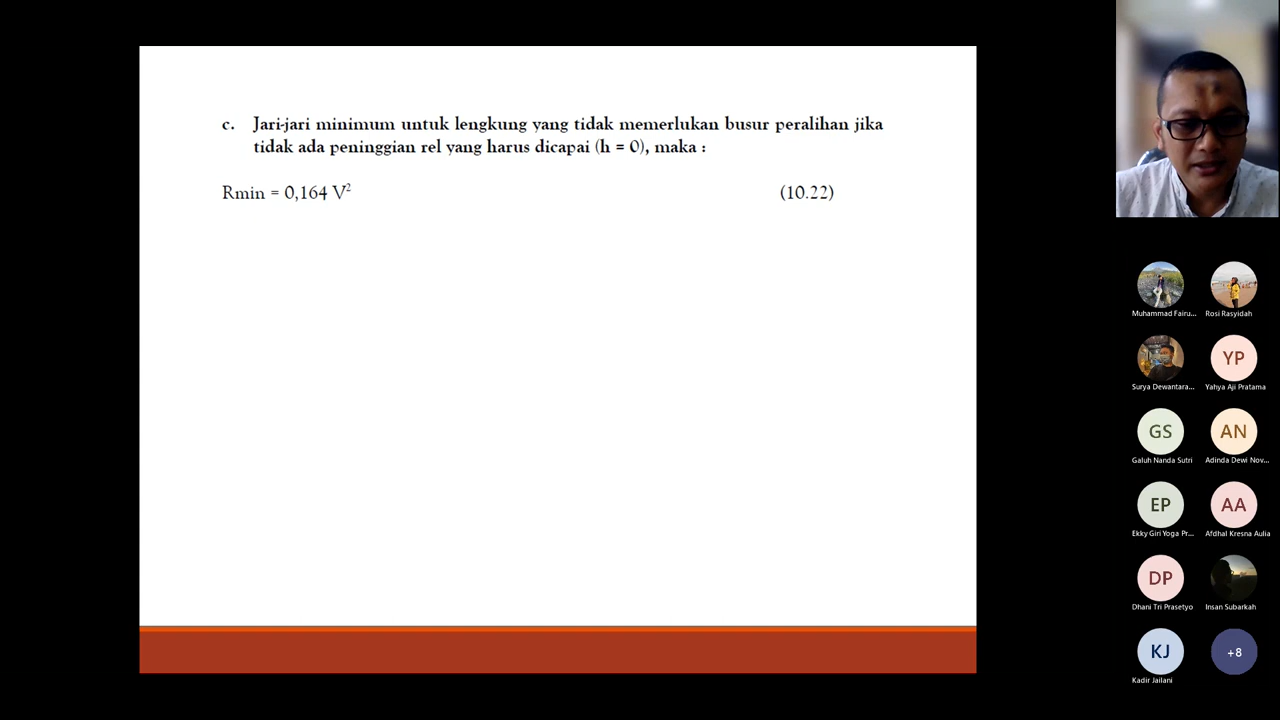 c. Jari-jari minimum untuk lengkung yang tidak memerlukan busur peralihan jika
tidak ada peninggian rel yang harus dicapai (h = 0), maka :
Rmin = 0,164 V² (10.22)
Muhammad Fairu... Rosi Rasyidah
YP
Surya Dewantara... Yahya Aji Pratama
GS AN
Galuh Nanda Sutri Adinda Dewi Nov...
EP AA
Ekky Giri Yoga Pr... Afdhal Kresna Aulia
DP
Dhani Tri Prasetyo Insan Subarkah
KJ +8
Kadir Jailani